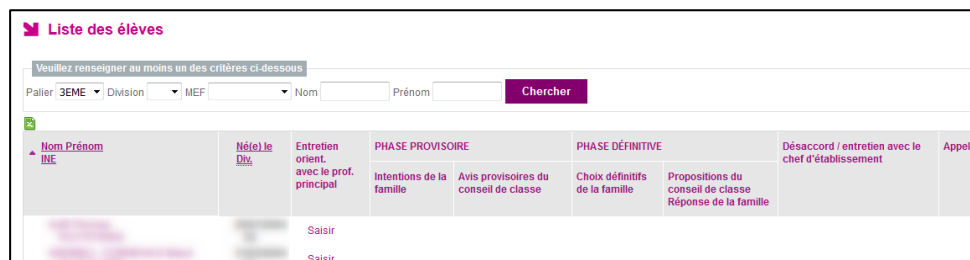 Liste des élèves
Veuillez renseigner au moins un des critères ci-dessous
Palier 3EME Division MEF Nom Prénom Chercher
Nom Prénom
INE
Né(e) le
Div.
Entretien
orient.
avec le prof.
principal
PHASE PROVISOIRE
Intentions de la
famille
Avis provisoires du
conseil de classe
PHASE DÉFINITIVE
Choix définitifs
de la famille
Propositions du
conseil de classe
Réponse de la famille
Désaccord / entretien avec le
chef d'établissement
Appel
Saisir
Saisir